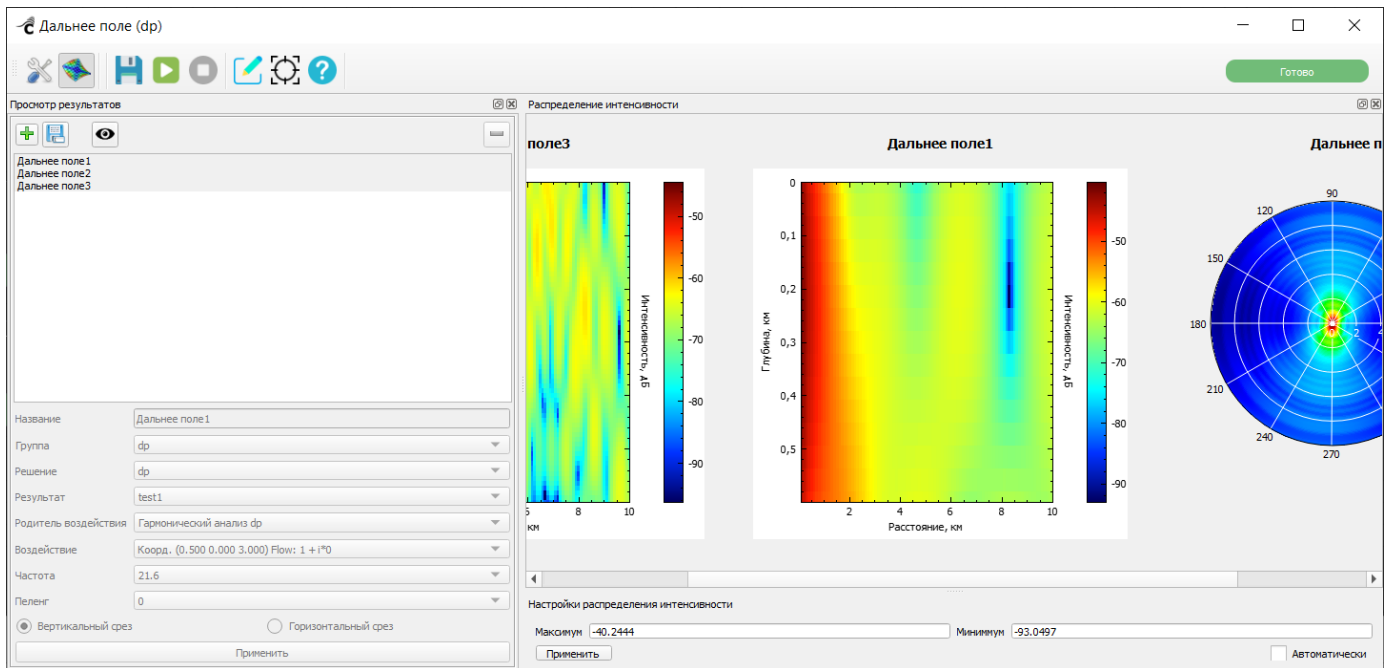 Дальнее поле (dp)
Готово
Просмотр результатов
Дальнее поле1
Дальнее поле2
Дальнее поле3
Название Дальнее поле1
Группа dp
Решение dp
Результат test1
Родитель воздействия Гармонический анализ dp
Воздействие Коорд. (0.500 0.000 3.000) Flow: 1 + i*0
Частота 21.6
Пеленг 0
Вертикальный срез Горизонтальный срез
Применить
Распределение интенсивности
поле3
-50
-60
-70
-80
-90
Интенсивность, дБ
8 10
км
Дальнее поле1
0
0,1
0,2
0,3
0,4
0,5
Глубина, км
2 4 6 8 10
Расстояние, км
-50
-60
-70
-80
-90
Интенсивность, дБ
Дальнее п
90
120
150
180
210
240
270
2
Настройки распределения интенсивности
Максимум -40.2444 Минимум -93.0497
Применить Автоматически